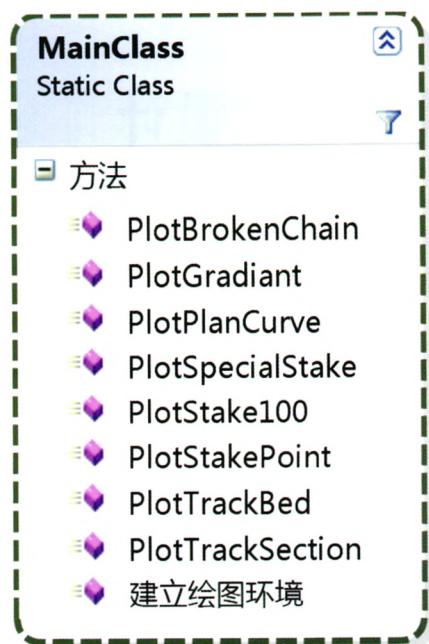 MainClass
Static Class
方法
PlotBrokenChain
PlotGradiant
PlotPlanCurve
PlotSpecialStake
PlotStake100
PlotStakePoint
PlotTrackBed
PlotTrackSection
建立绘图环境